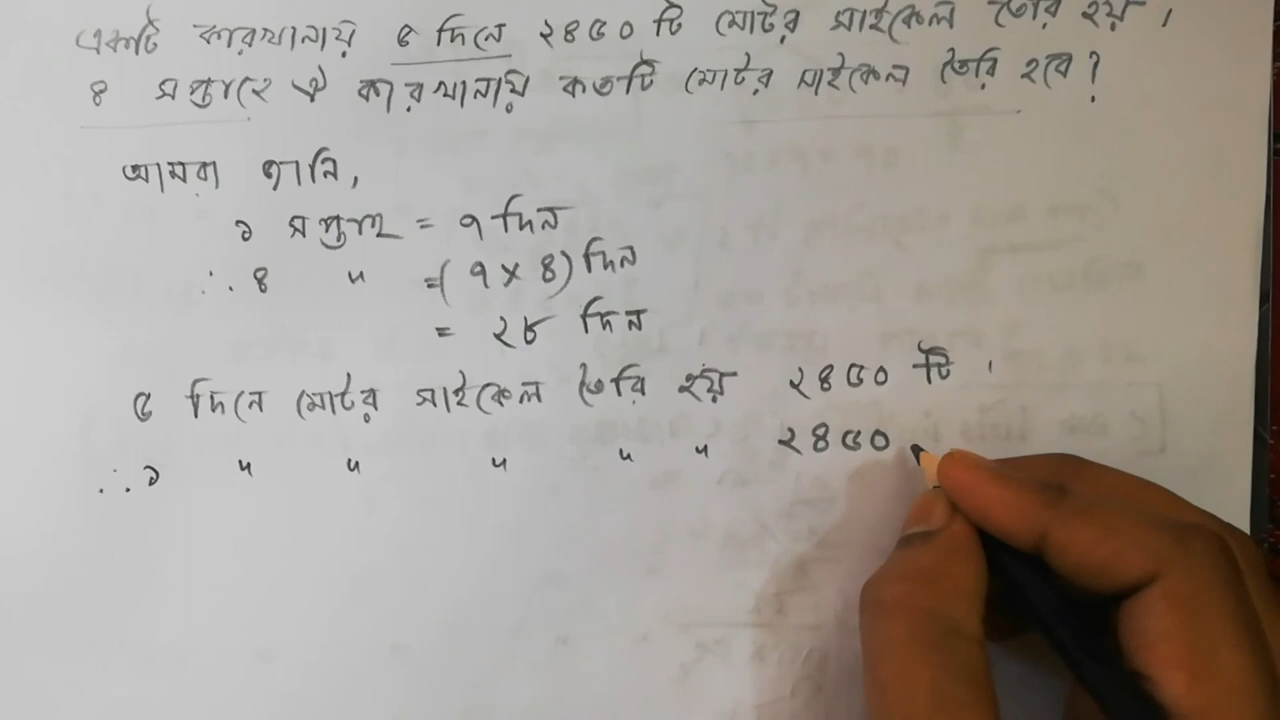 একটি কারখানায় ৫ দিনে ২৪৫০ টি মোটর সাইকেল তৈরি হয় ।
৪ সপ্তাহে ঐ কারখানায় কতটি মোটর সাইকেল তৈরি হবে ?
আমরা জানি,
১ সপ্তাহ = ৭ দিন
∴ ৪ " =( ৭ × ৪) দিন
= ২৮ দিন
৫ দিনে মোটর সাইকেল তৈরি হয় ২৪৫০ টি ।
∴ ১ " " " " " ২৪৫০